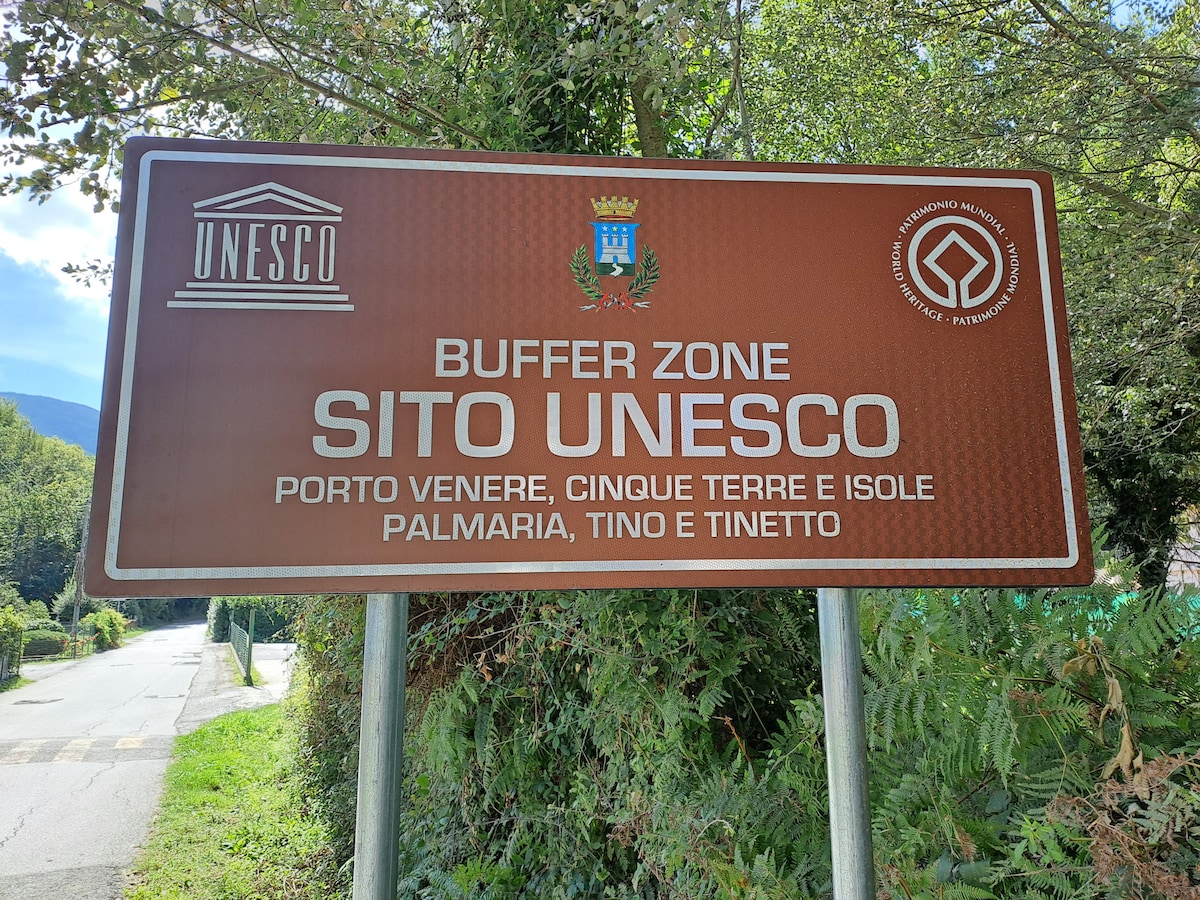 UNESCO
PATRIMONIO MUNDIAL · WORLD HERITAGE · PATRIMOINE MONDIAL ·
BUFFER ZONE
SITO UNESCO
PORTO VENERE, CINQUE TERRE E ISOLE
PALMARIA, TINO E TINETTO